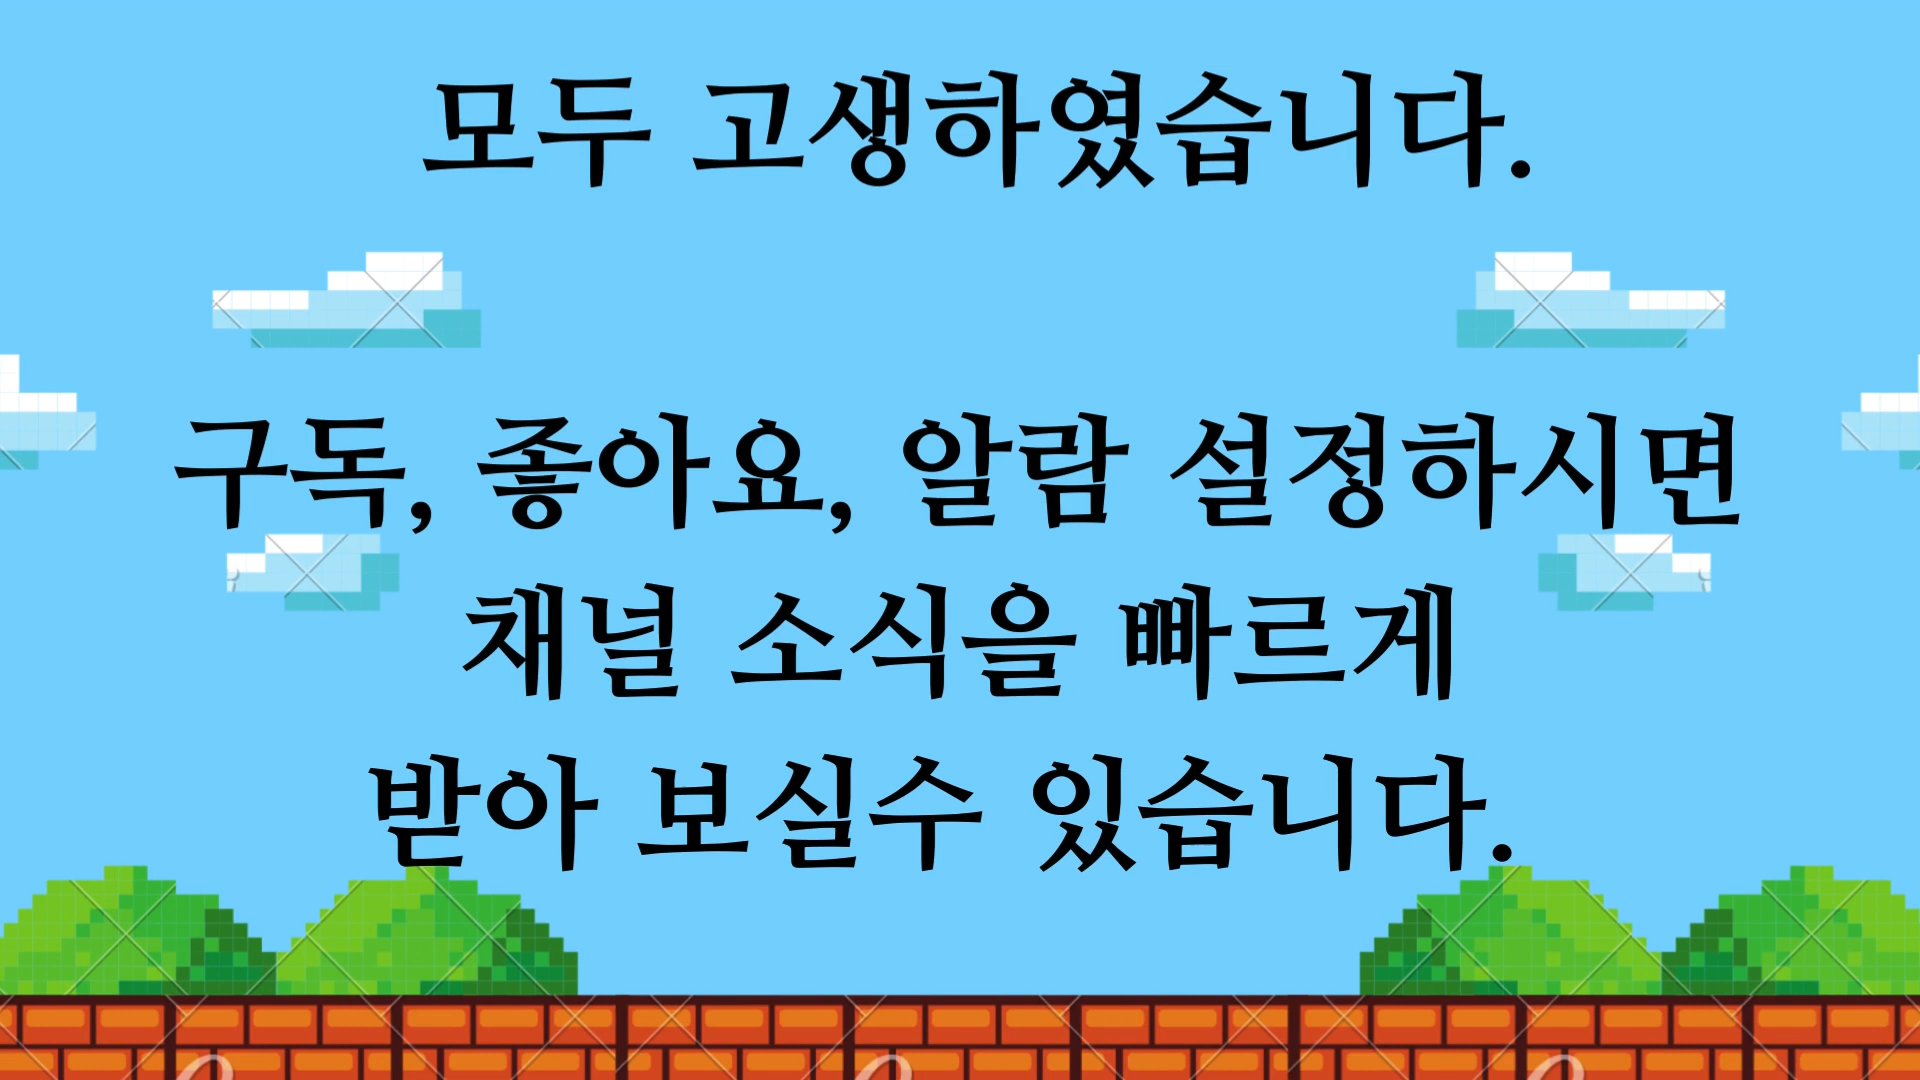 모두 고생하였습니다.
구독, 좋아요, 알람 설정하시면
채널 소식을 빠르게
받아 보실수 있습니다.